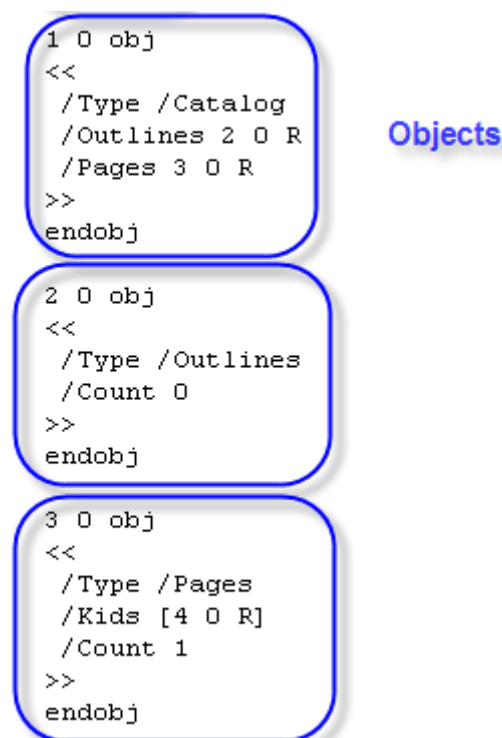 1 0 obj
<<
/Type /Catalog
/Outlines 2 0 R
/Pages 3 0 R
>>
endobj
Objects
2 0 obj
<<
/Type /Outlines
/Count 0
>>
endobj
3 0 obj
<<
/Type /Pages
/Kids [4 0 R]
/Count 1
>>
endobj